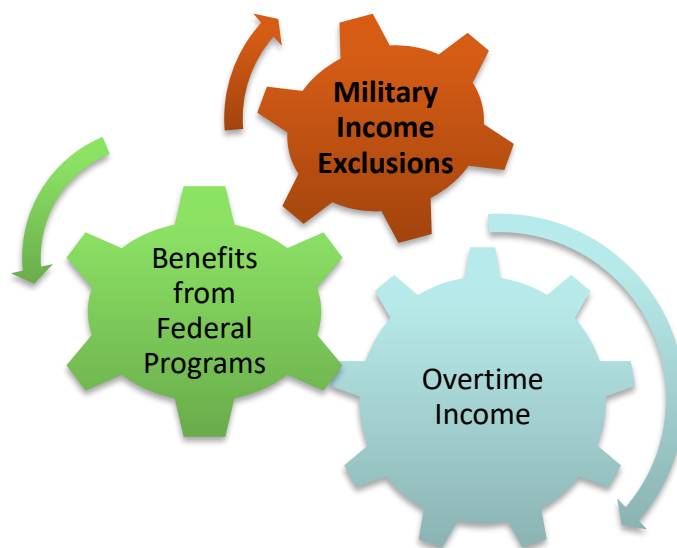 Military
Income
Exclusions
Benefits
from
Federal
Programs
Overtime
Income